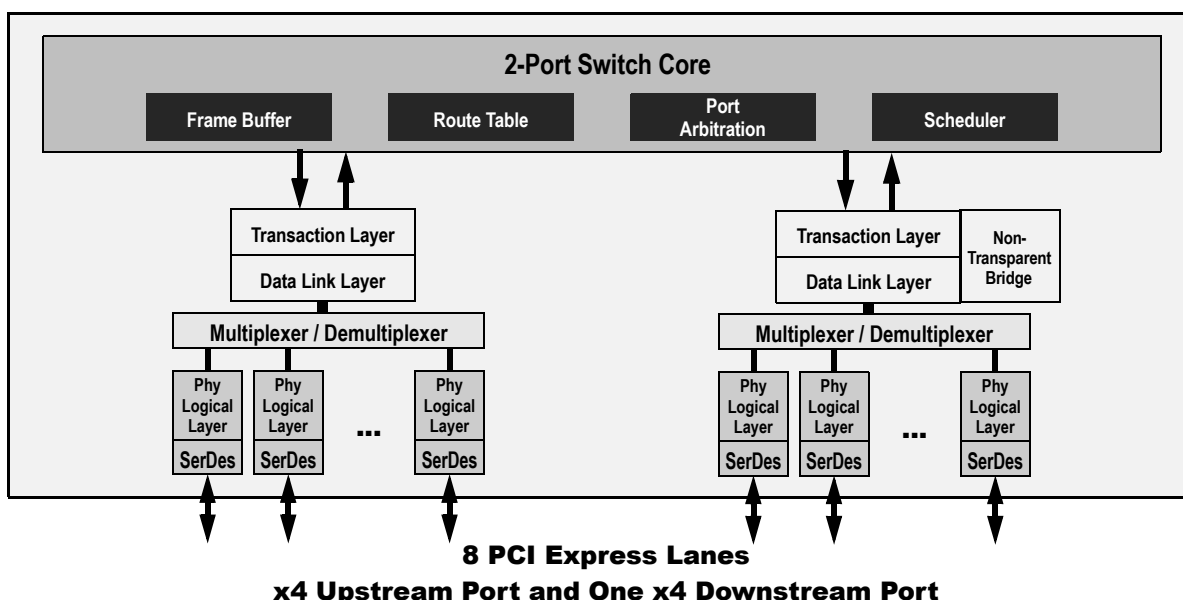 2-Port Switch Core
Frame Buffer
Route Table
Port
Arbitration
Scheduler
Transaction Layer
Data Link Layer
Multiplexer / Demultiplexer
Phy
Logical
Layer
SerDes
Phy
Logical
Layer
SerDes
...
Phy
Logical
Layer
SerDes
Transaction Layer
Data Link Layer
Non-
Transparent
Bridge
Multiplexer / Demultiplexer
Phy
Logical
Layer
SerDes
Phy
Logical
Layer
SerDes
...
Phy
Logical
Layer
SerDes
8 PCI Express Lanes
x4 Upstream Port and One x4 Downstream Port